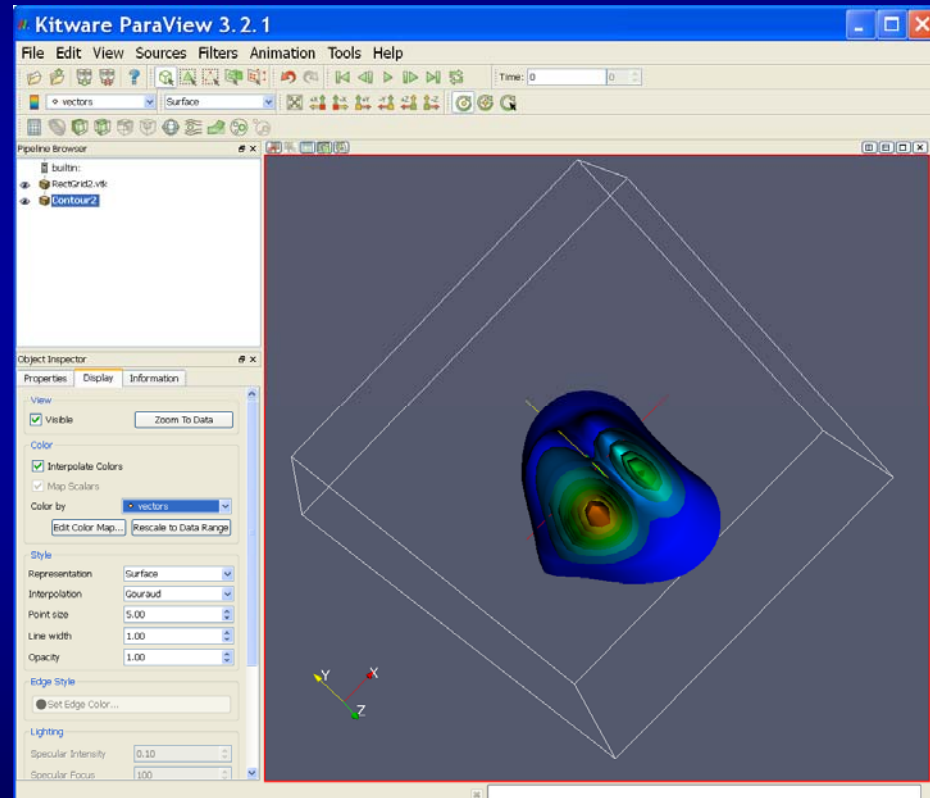 Kitware ParaView 3.2.1
File Edit View Sources Filters Animation Tools Help
Time: 0 0
vectors Surface
Pipeline Browser
builtin:
RectGrid2.vtk
Contour2
Object Inspector
Properties Display Information
View
Visible Zoom To Data
Color
Interpolate Colors
Map Scalars
Color by vectors
Edit Color Map... Rescale to Data Range
Style
Representation Surface
Interpolation Gouraud
Point size 5.00
Line width 1.00
Opacity 1.00
Edge Style
Set Edge Color...
Lighting
Specular Intensity 0.10
Specular Focus 100
Y X
Z